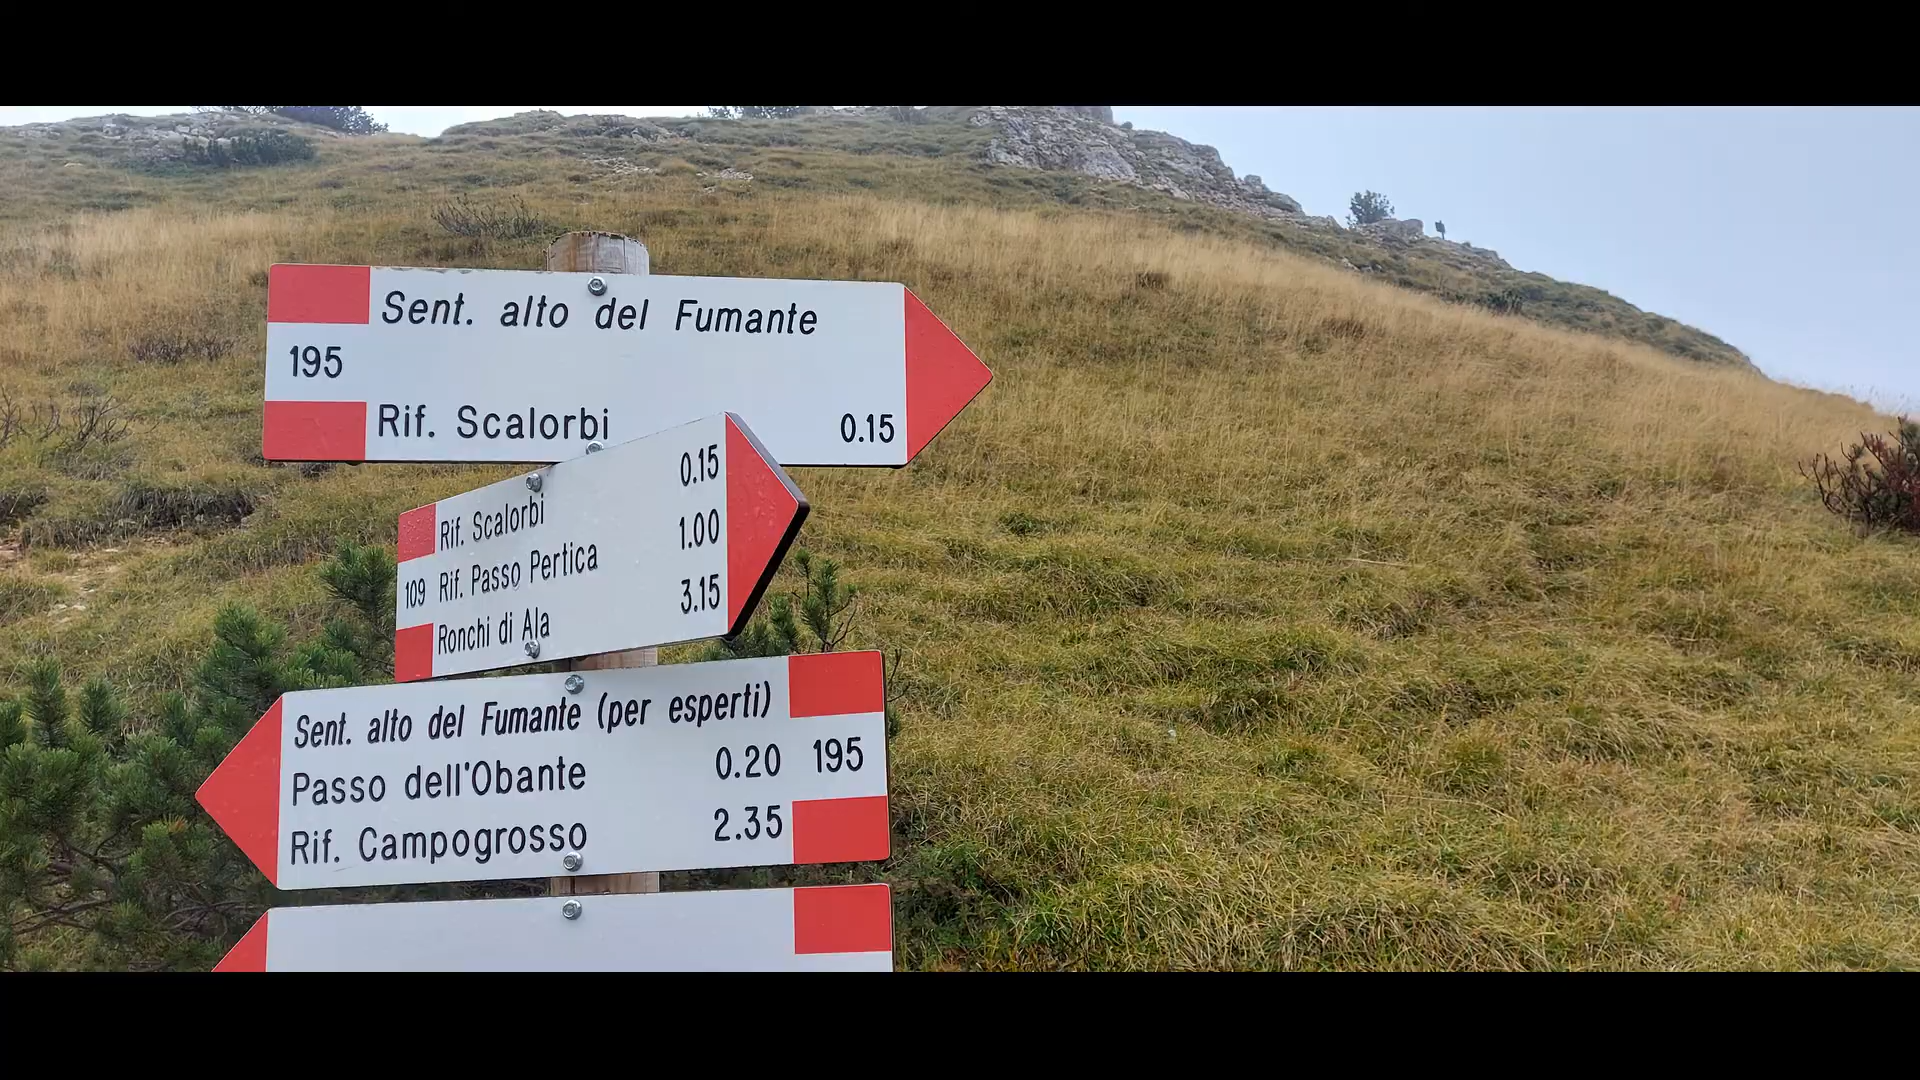 Sent. alto del Fumante
195
Rif. Scalorbi 0.15
Rif. Scalorbi 0.15
109 Rif. Passo Pertica 1.00
Ronchi di Ala 3.15
Sent. alto del Fumante (per esperti)
Passo dell'Obante 0.20 195
Rif. Campogrosso 2.35